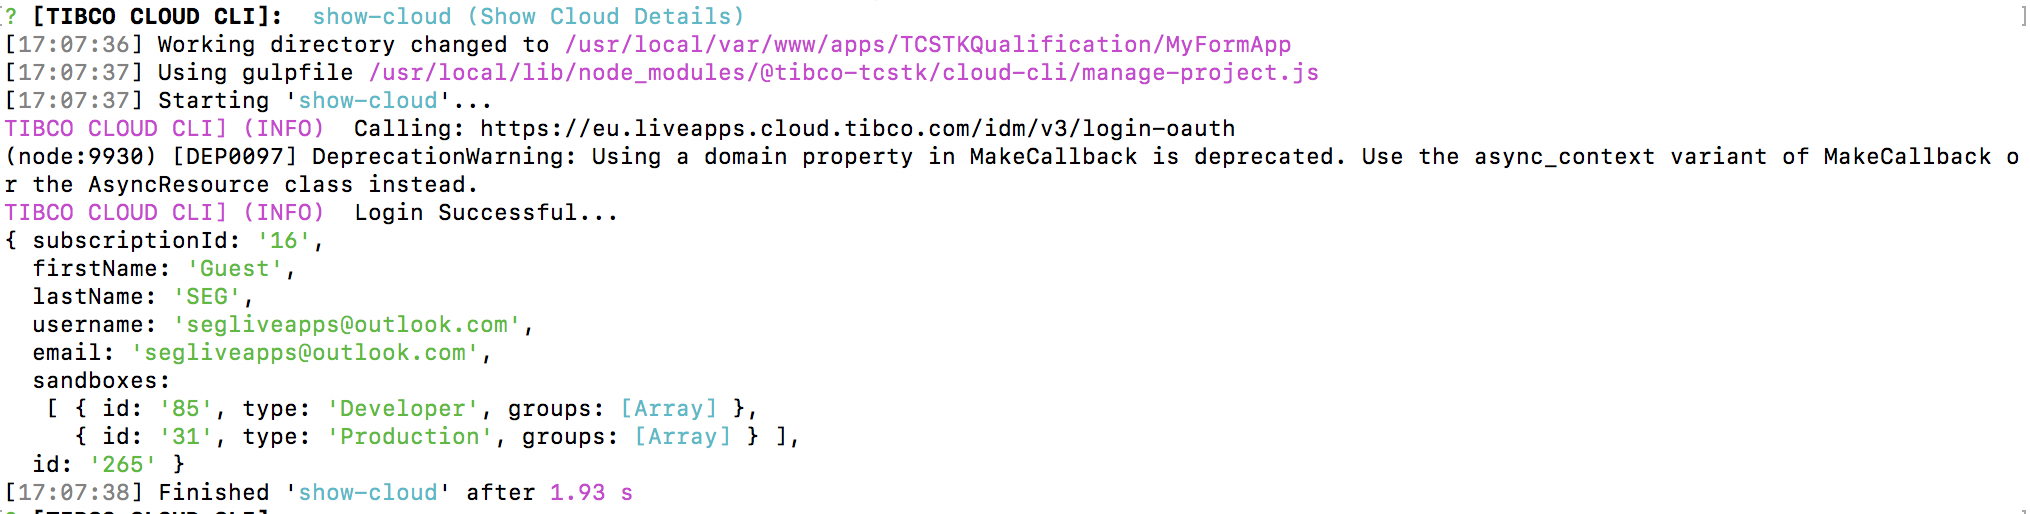 [? [TIBCO CLOUD CLI]:  show-cloud (Show Cloud Details) ]
[17:07:36] Working directory changed to /usr/local/var/www/apps/TCSTKQualification/MyFormApp
[17:07:37] Using gulpfile /usr/local/lib/node_modules/@tibco-tcstk/cloud-cli/manage-project.js
[17:07:37] Starting 'show-cloud'...
TIBCO CLOUD CLI] (INFO)  Calling: https://eu.liveapps.cloud.tibco.com/idm/v3/login-oauth
(node:9930) [DEP0097] DeprecationWarning: Using a domain property in MakeCallback is deprecated. Use the async_context variant of MakeCallback o
r the AsyncResource class instead.
TIBCO CLOUD CLI] (INFO)  Login Successful...
{ subscriptionId: '16',
  firstName: 'Guest',
  lastName: 'SEG',
  username: 'segliveapps@outlook.com',
  email: 'segliveapps@outlook.com',
  sandboxes:
   [ { id: '85', type: 'Developer', groups: [Array] },
     { id: '31', type: 'Production', groups: [Array] } ],
  id: '265' }
[17:07:38] Finished 'show-cloud' after 1.93 s
[? [TIBCO CLOUD CLI]